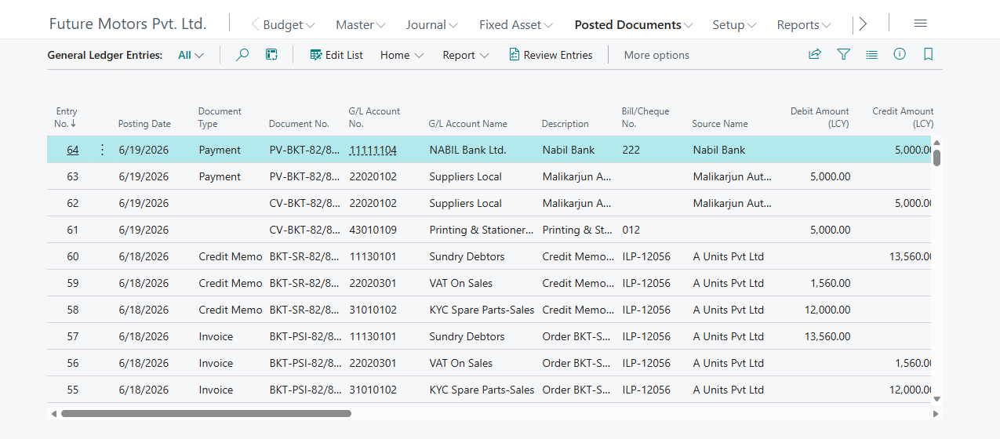 Future Motors Pvt. Ltd. Budget Master Journal Fixed Asset Posted Documents Setup Reports
General Ledger Entries: All Edit List Home Report Review Entries More options
Entry No. Posting Date Document Type Document No. G/L Account No. G/L Account Name Description Bill/Cheque No. Source Name Debit Amount (LCY) Credit Amount (LCY)
64 6/19/2026 Payment PV-BKT-82/8... 11111104 NABIL Bank Ltd. Nabil Bank 222 Nabil Bank 5,000.00
63 6/19/2026 Payment PV-BKT-82/8... 22020102 Suppliers Local Malikarjun A... Malikarjun Aut... 5,000.00
62 6/19/2026 CV-BKT-82/8... 22020102 Suppliers Local Malikarjun A... Malikarjun Aut... 5,000.00
61 6/19/2026 CV-BKT-82/8... 43010109 Printing & Stationer... Printing & St... 012 5,000.00
60 6/18/2026 Credit Memo BKT-SR-82/8... 11130101 Sundry Debtors Credit Memo... ILP-12056 A Units Pvt Ltd 13,560.00
59 6/18/2026 Credit Memo BKT-SR-82/8... 22020301 VAT On Sales Credit Memo... ILP-12056 A Units Pvt Ltd 1,560.00
58 6/18/2026 Credit Memo BKT-SR-82/8... 31010102 KYC Spare Parts-Sales Credit Memo... ILP-12056 A Units Pvt Ltd 12,000.00
57 6/18/2026 Invoice BKT-PSI-82/8... 11130101 Sundry Debtors Order BKT-S... ILP-12056 A Units Pvt Ltd 13,560.00
56 6/18/2026 Invoice BKT-PSI-82/8... 22020301 VAT On Sales Order BKT-S... ILP-12056 A Units Pvt Ltd 1,560.00
55 6/18/2026 Invoice BKT-PSI-82/8... 31010102 KYC Spare Parts-Sales Order BKT-S... ILP-12056 A Units Pvt Ltd 12,000.00